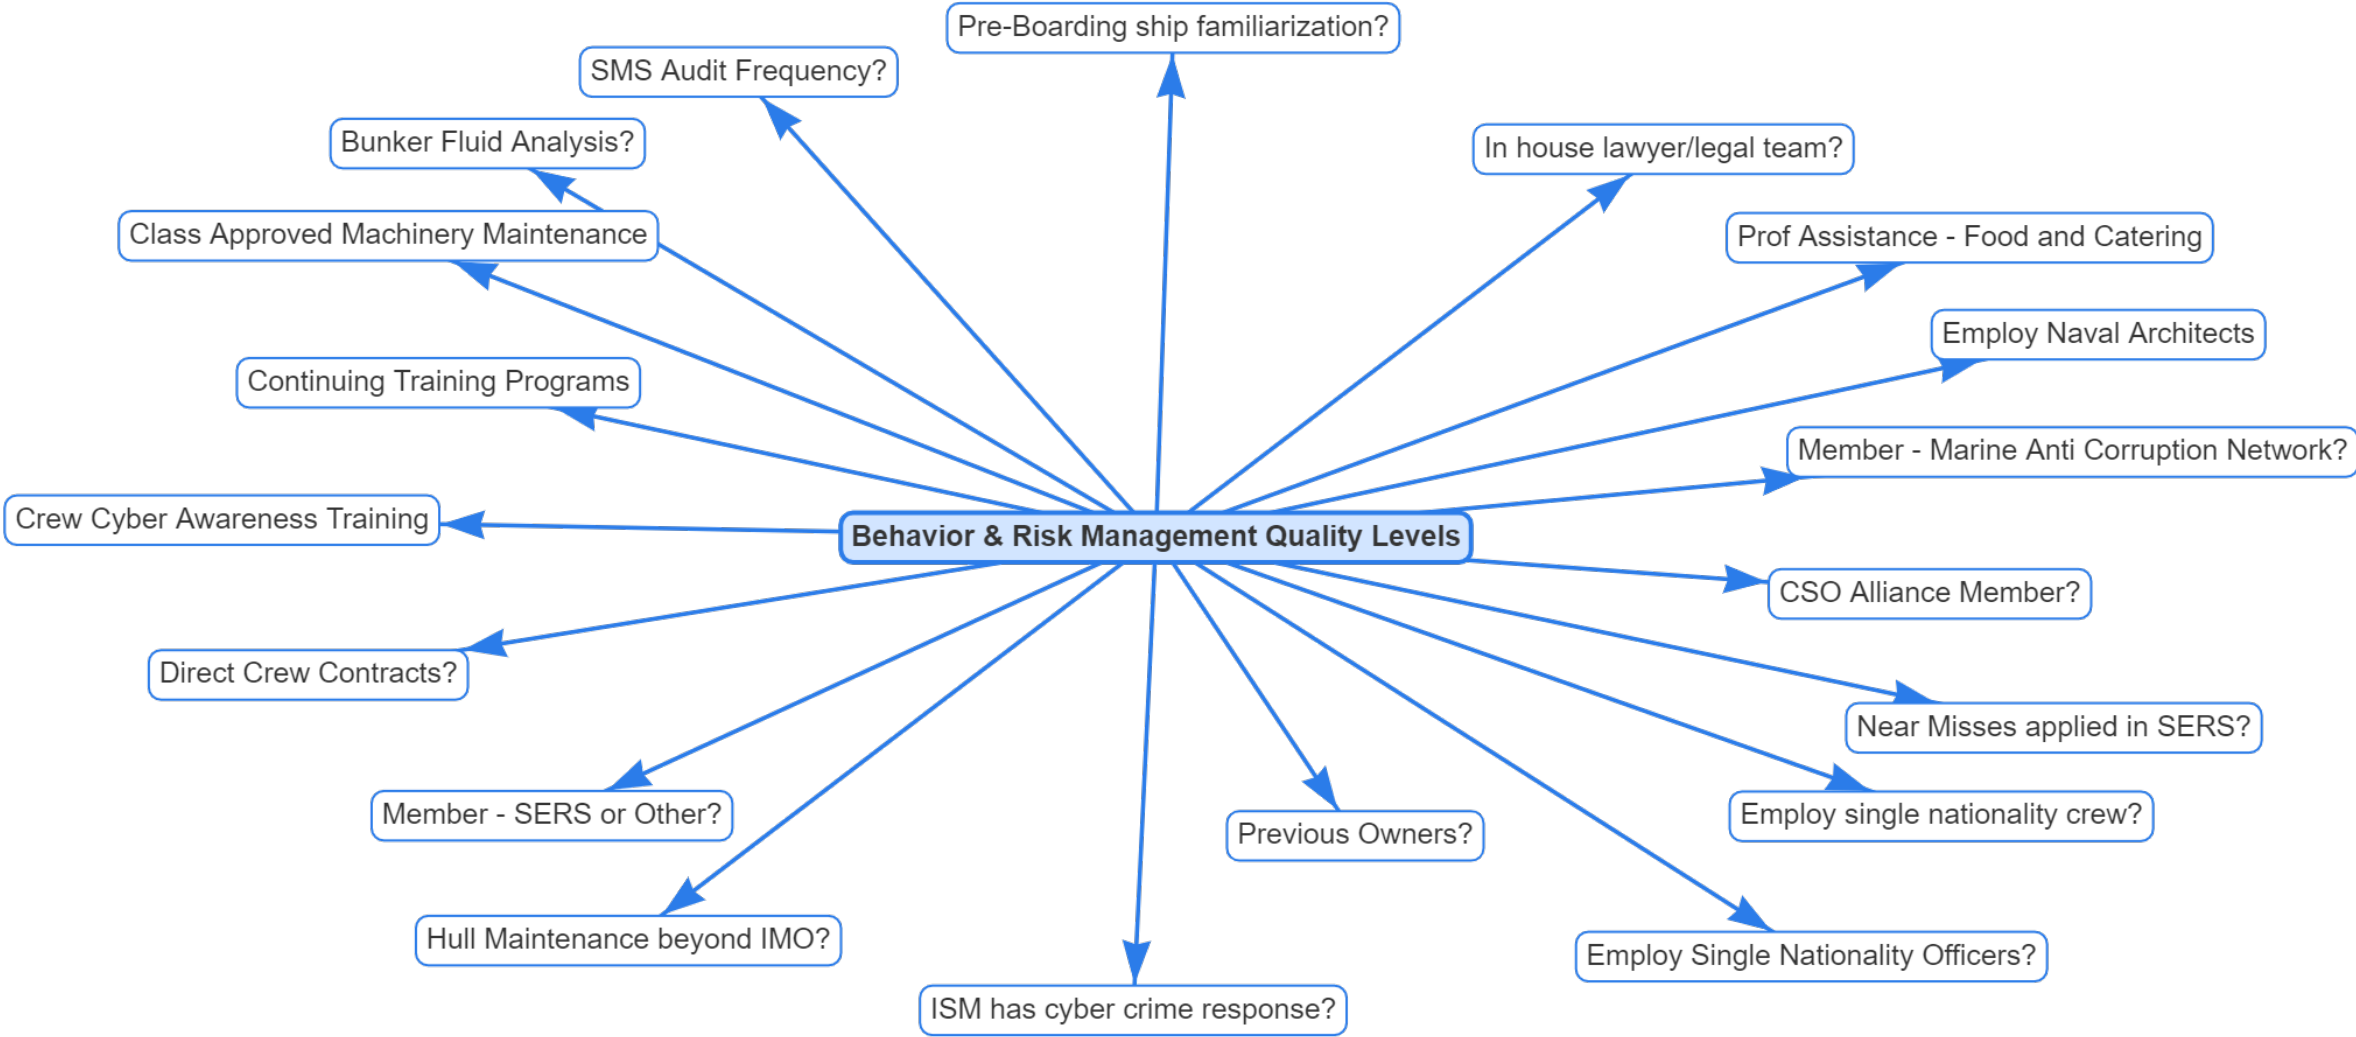 Pre-Boarding ship familiarization?
SMS Audit Frequency?
Bunker Fluid Analysis?
In house lawyer/legal team?
Class Approved Machinery Maintenance
Prof Assistance - Food and Catering
Employ Naval Architects
Continuing Training Programs
Member - Marine Anti Corruption Network?
Crew Cyber Awareness Training
Behavior & Risk Management Quality Levels
CSO Alliance Member?
Direct Crew Contracts?
Near Misses applied in SERS?
Member - SERS or Other?
Employ single nationality crew?
Previous Owners?
Hull Maintenance beyond IMO?
Employ Single Nationality Officers?
ISM has cyber crime response?